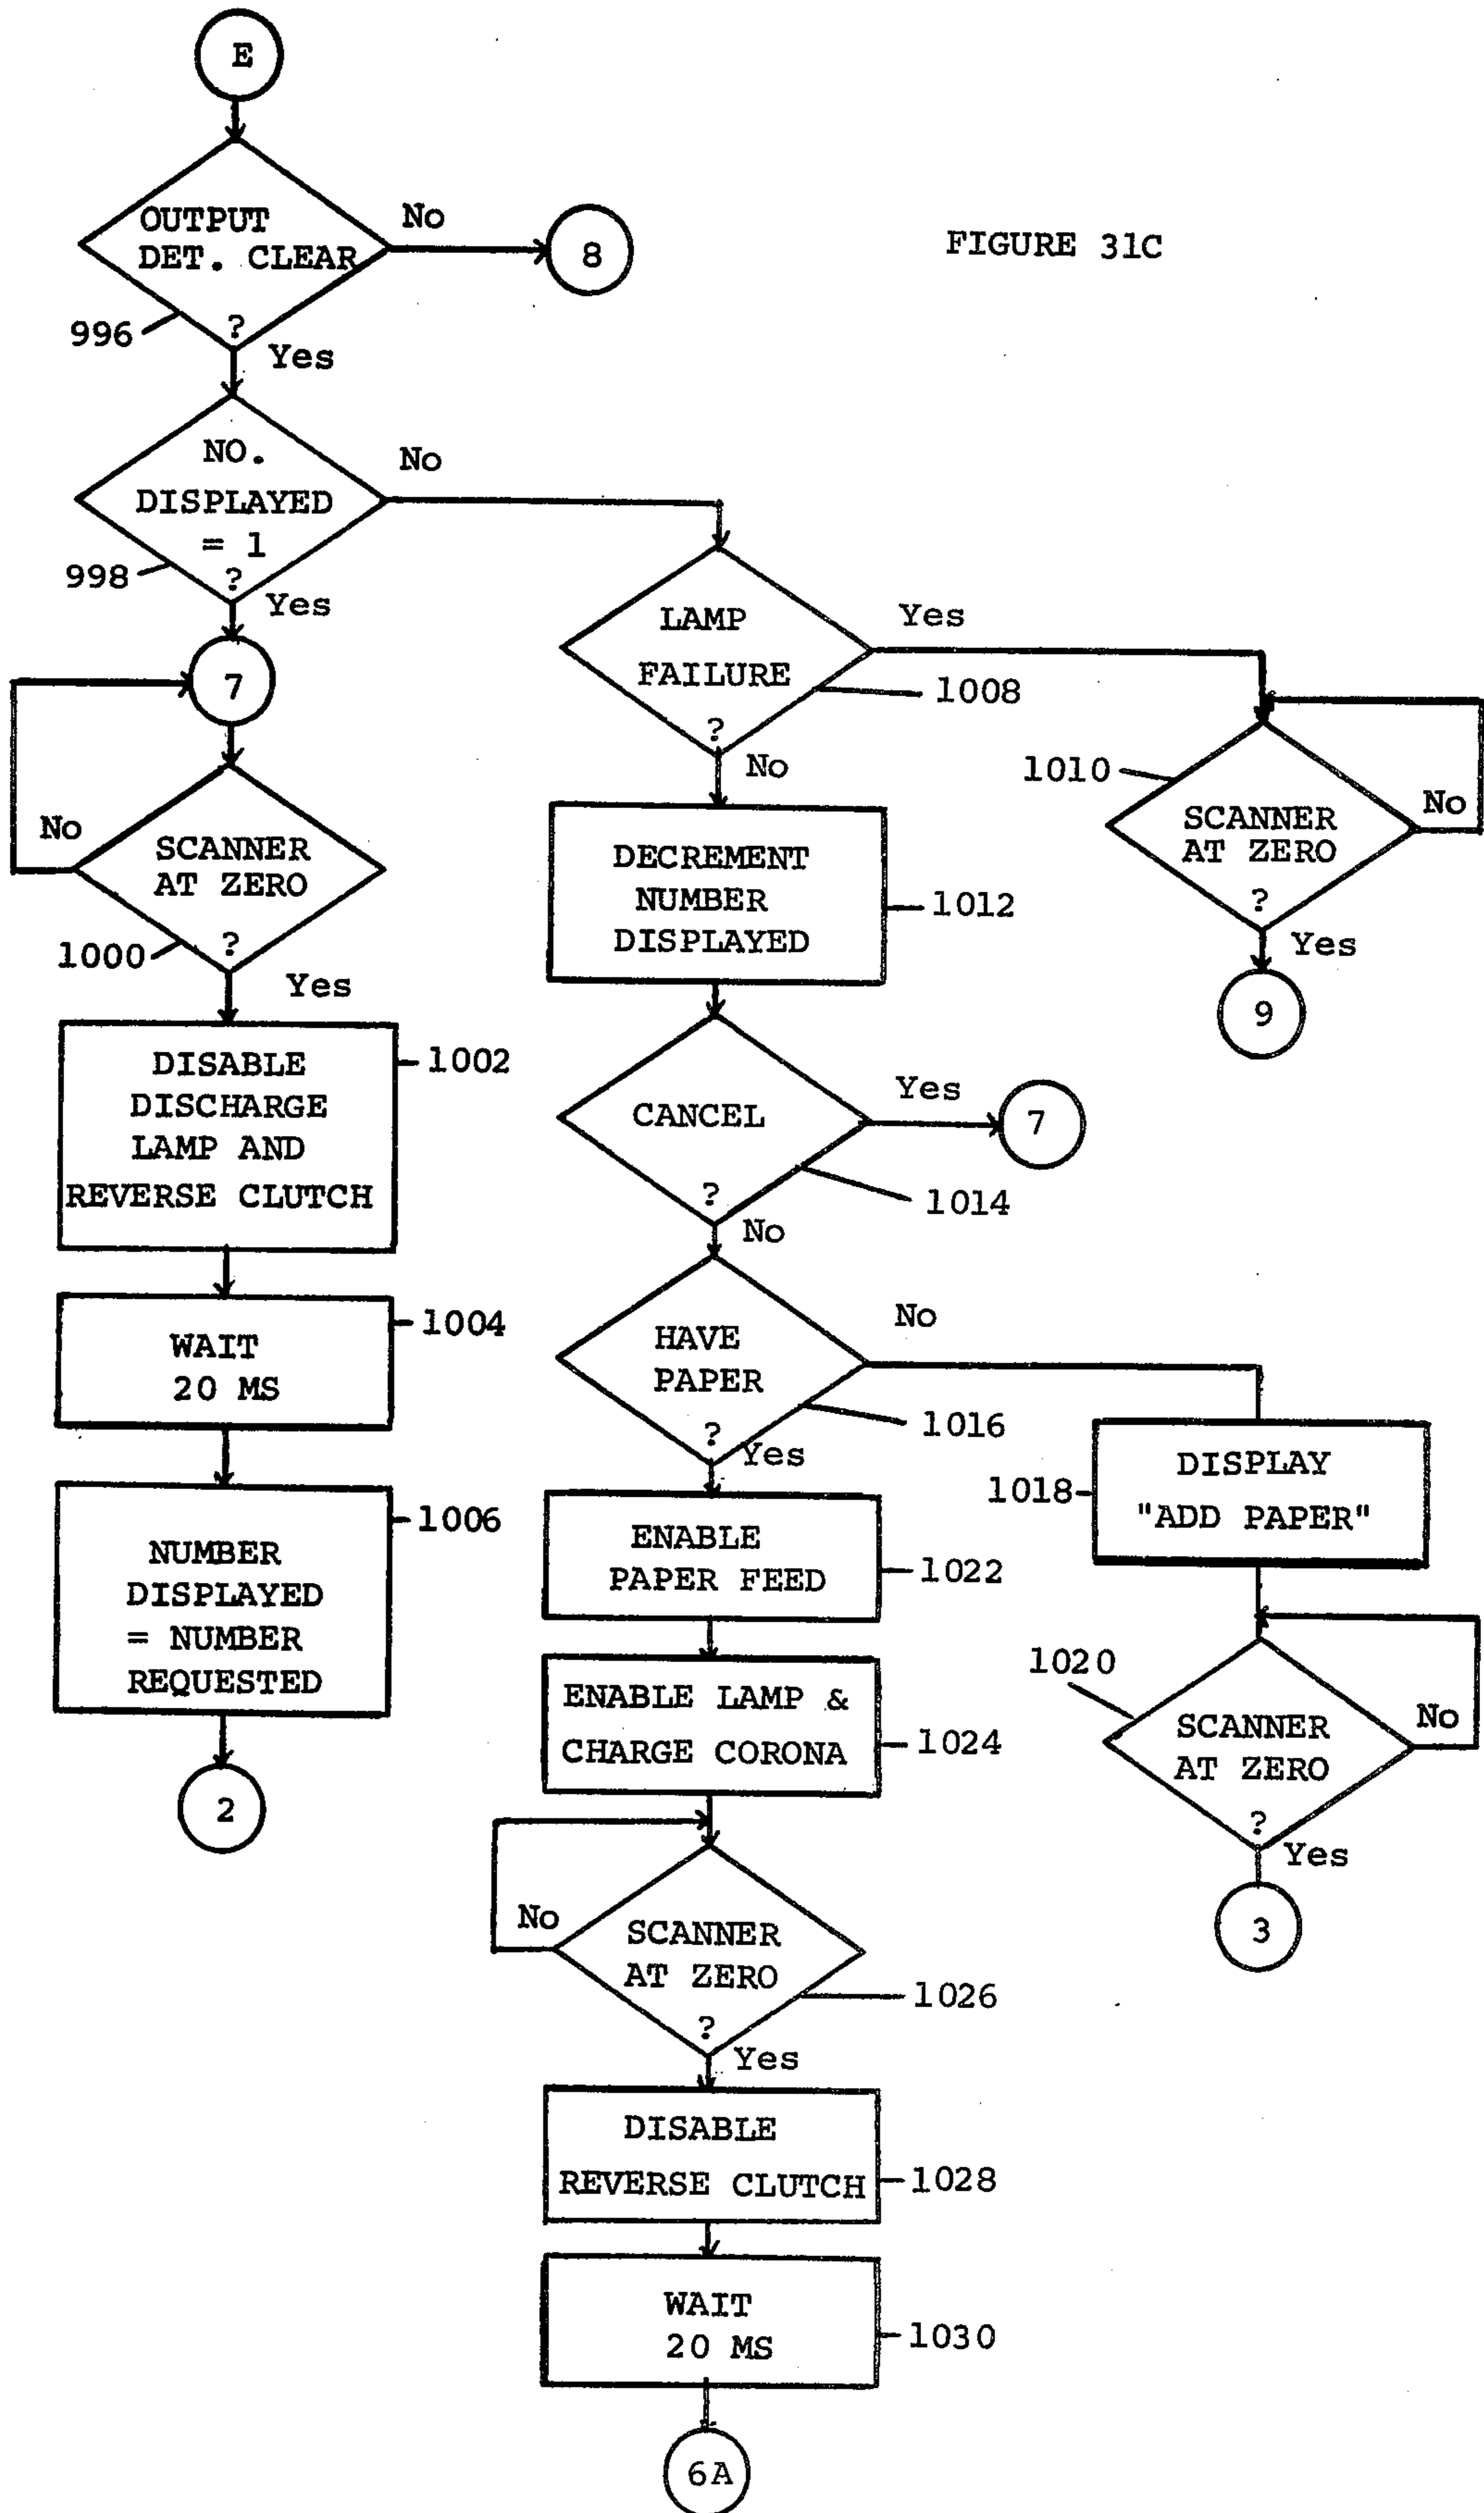 E
OUTPUT
DET. CLEAR
?
996
No
8
Yes
FIGURE 31C
NO.
DISPLAYED
= 1
?
998
No
Yes
7
SCANNER
AT ZERO
?
No
1000
Yes
DISABLE
DISCHARGE
LAMP AND
REVERSE CLUTCH
1002
WAIT
20 MS
1004
NUMBER
DISPLAYED
= NUMBER
REQUESTED
1006
2
LAMP
FAILURE
?
Yes
1008
No
1010
SCANNER
AT ZERO
?
No
Yes
9
DECREMENT
NUMBER
DISPLAYED
1012
CANCEL
?
Yes
7
1014
No
HAVE
PAPER
?
No
1016
Yes
DISPLAY
"ADD PAPER"
1018
1020
SCANNER
AT ZERO
?
No
Yes
3
ENABLE
PAPER FEED
1022
ENABLE LAMP &
CHARGE CORONA
1024
No
SCANNER
AT ZERO
?
1026
Yes
DISABLE
REVERSE CLUTCH
1028
WAIT
20 MS
1030
6A